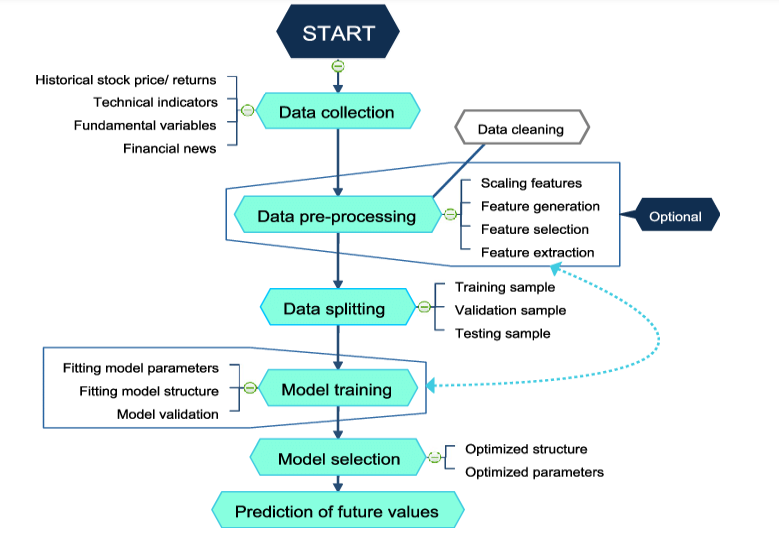 START
Historical stock price/ returns
Technical indicators
Fundamental variables
Financial news
Data collection
Data cleaning
Data pre-processing
Scaling features
Feature generation
Feature selection
Feature extraction
Optional
Data splitting
Training sample
Validation sample
Testing sample
Fitting model parameters
Fitting model structure
Model validation
Model training
Model selection
Optimized structure
Optimized parameters
Prediction of future values